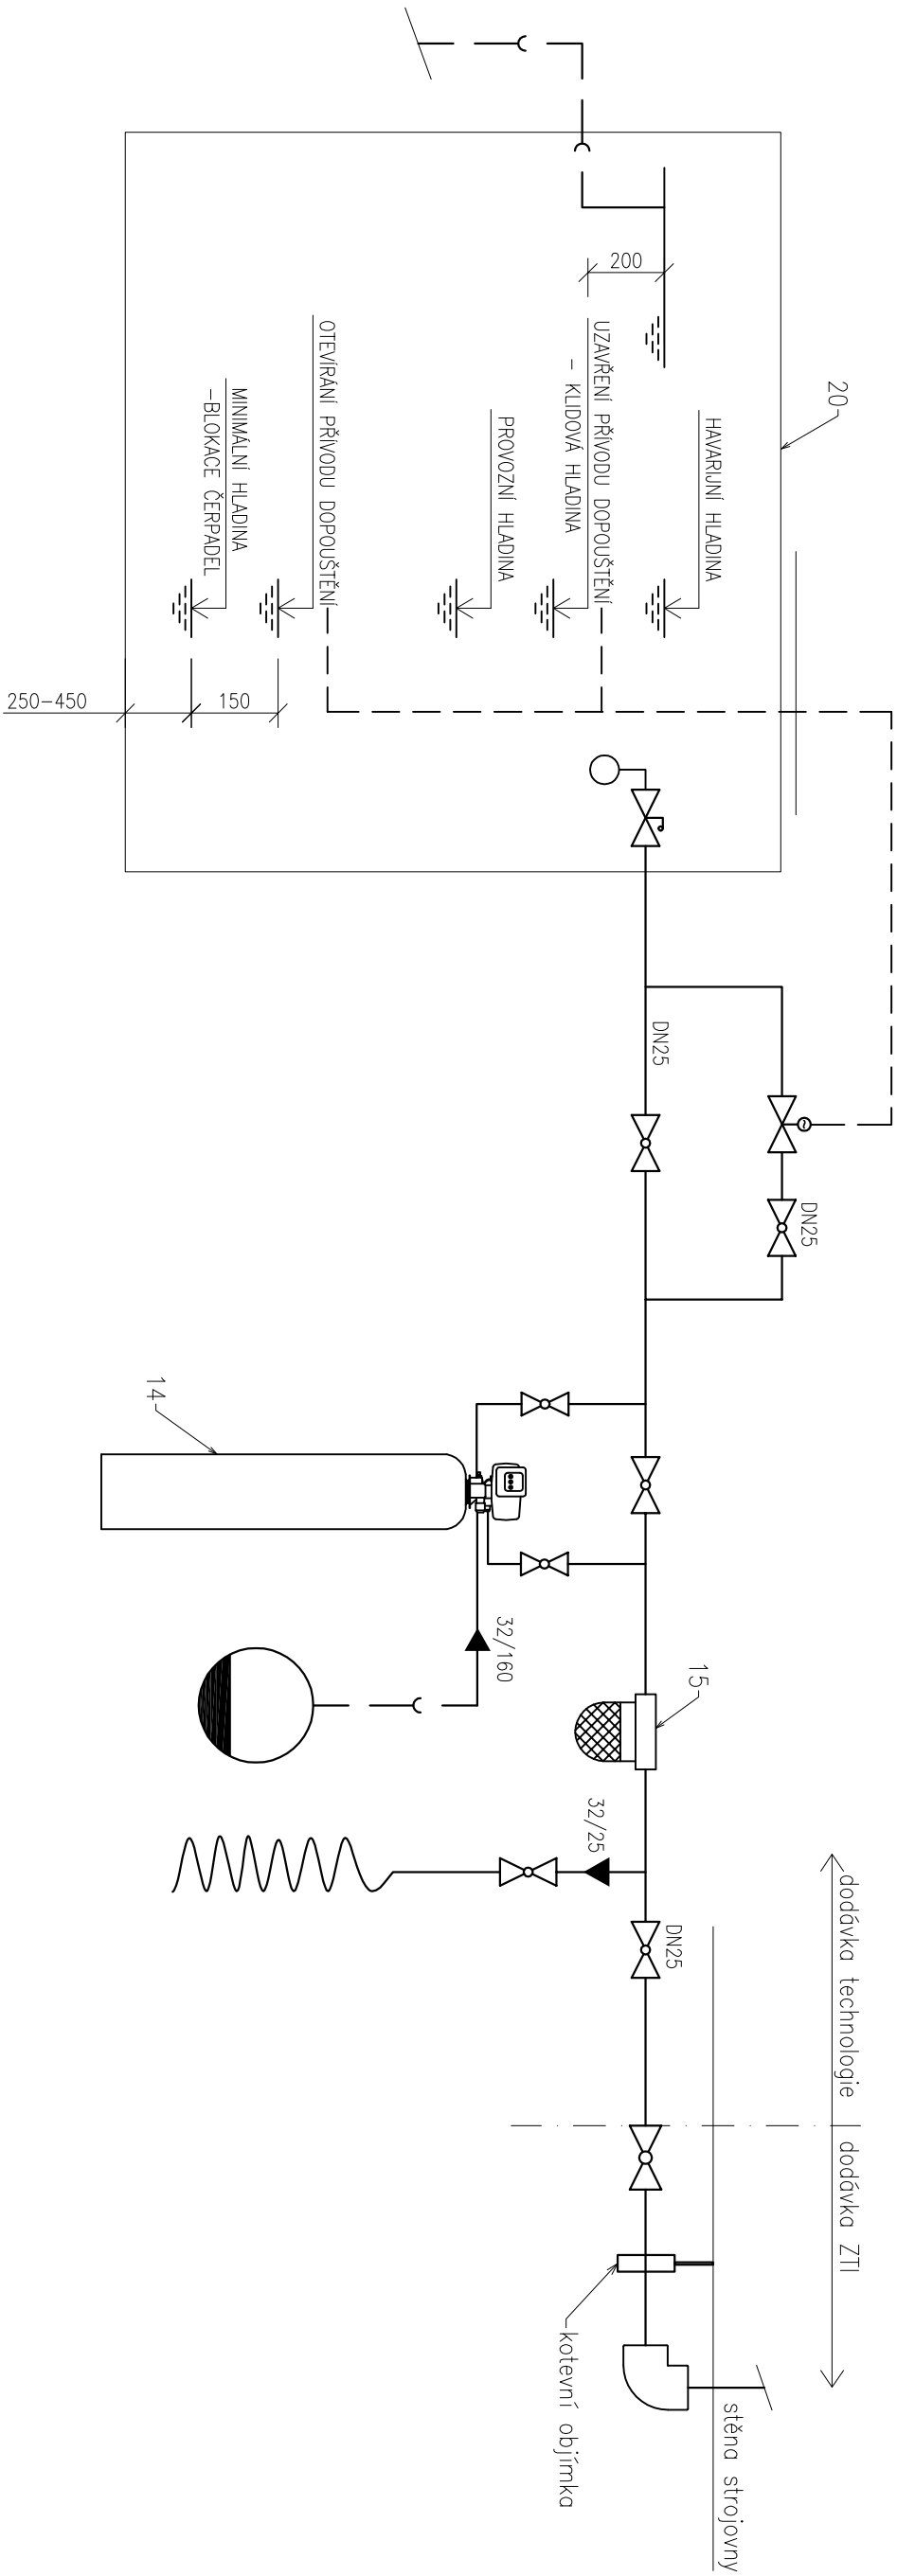 20
200
HAVARIJNÍ HLADINA
UZAVŘENÍ PŘÍVODU DOPOUŠTĚNÍ
- KLIDOVÁ HLADINA
PROVOZNÍ HLADINA
OTEVÍRÁNÍ PŘÍVODU DOPOUŠTĚNÍ
MINIMÁLNÍ HLADINA
-BLOKACE ČERPADEL
150
250-450
DN25
DN25
14
32/160
15
32/25
DN25
dodávka technologie
dodávka ZTI
kotevní objímka
stěna strojovny